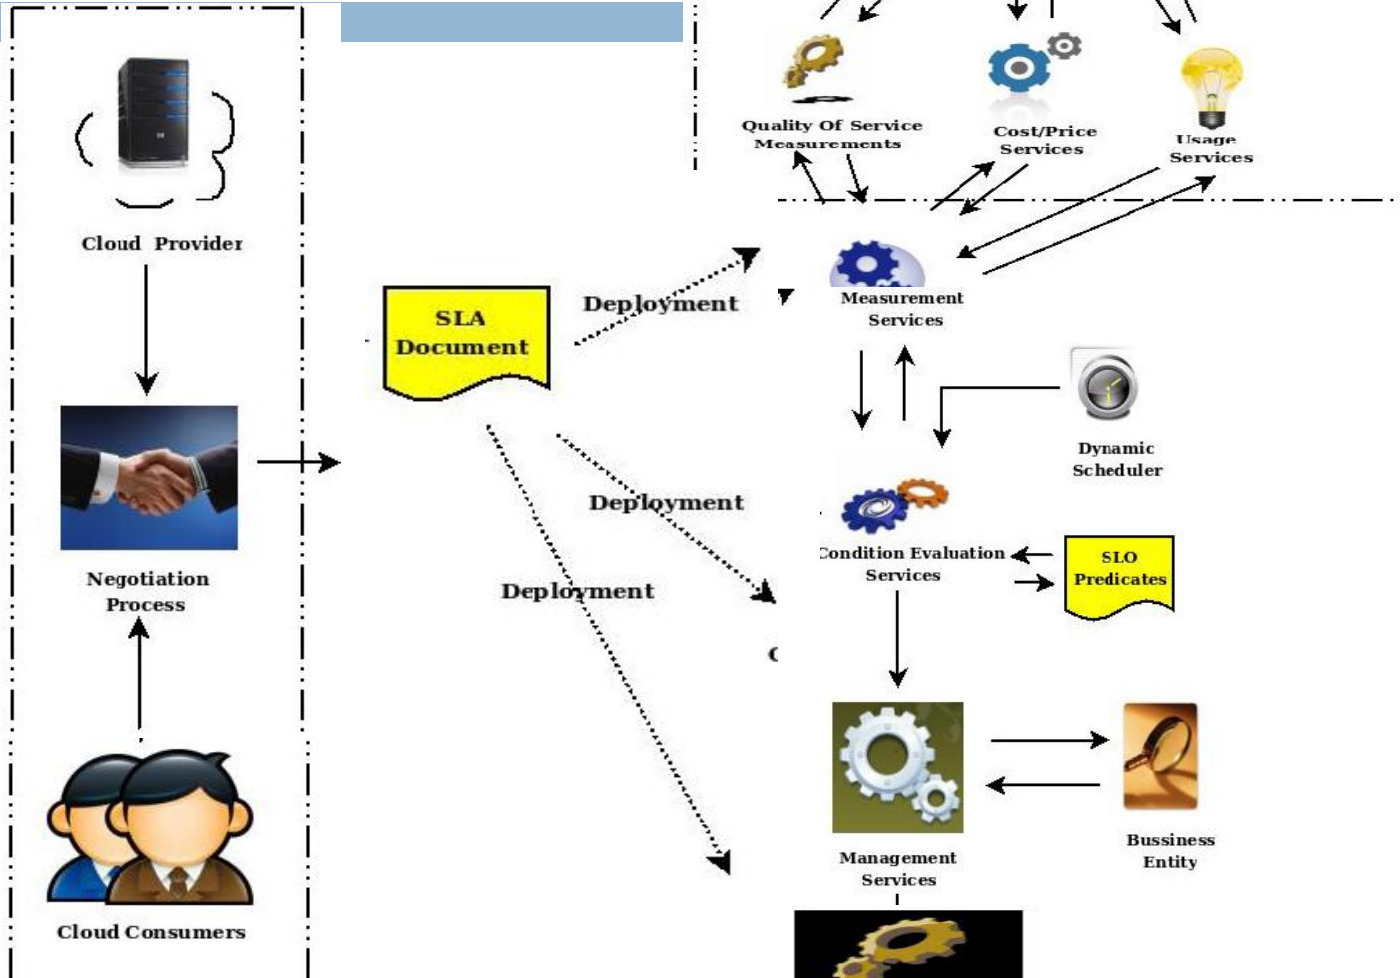 Cloud Provider
Negotiation
Process
Cloud Consumers
SLA
Document
Deployment
Deployment
Deployment
Quality Of Service
Measurements
Cost/Price
Services
Usage
Services
Measurement
Services
Dynamic
Scheduler
Condition Evaluation
Services
SLO
Predicates
Management
Services
Bussiness
Entity